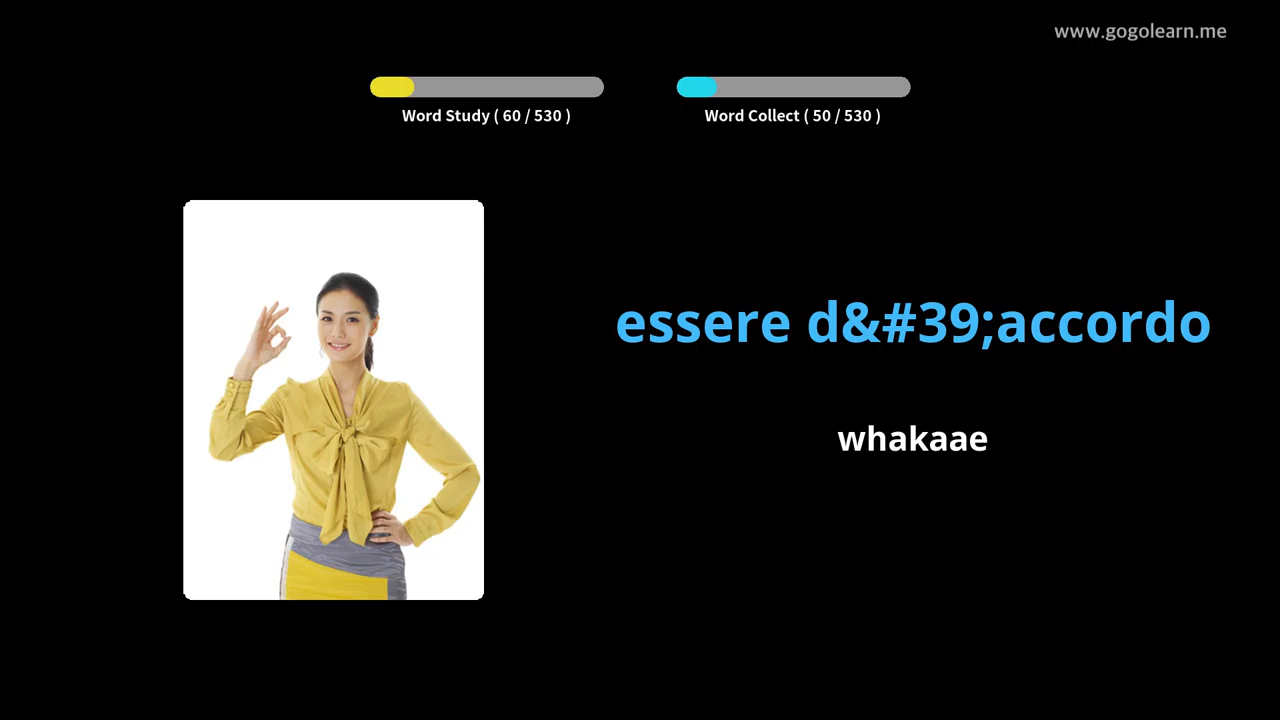 www.gogolearn.me
Word Study ( 60 / 530 )
Word Collect ( 50 / 530 )
essere d&#39;accordo
whakaae